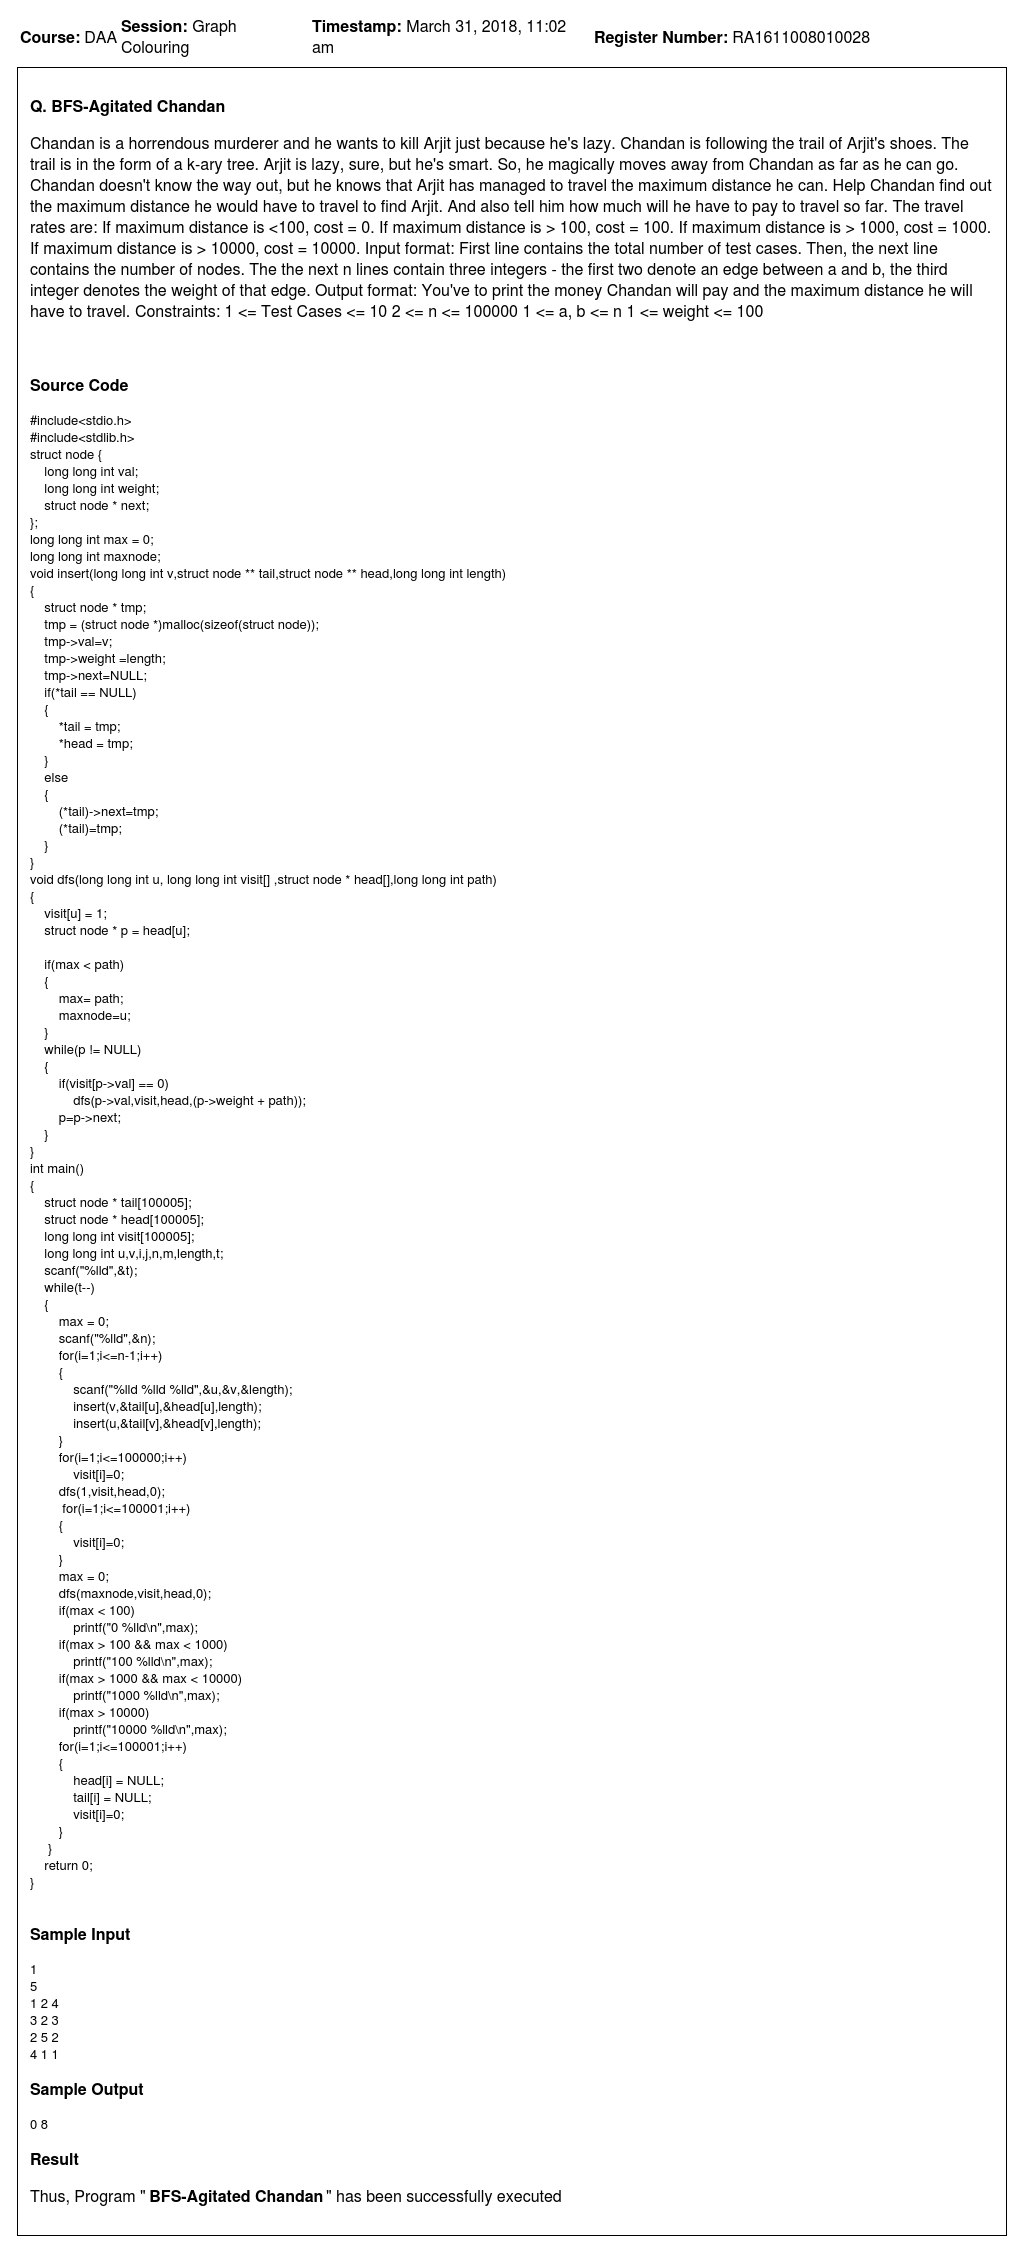 Course: DAA Session: Graph Colouring Timestamp: March 31, 2018, 11:02 am Register Number: RA1611008010028
Q. BFS-Agitated Chandan
Chandan is a horrendous murderer and he wants to kill Arjit just because he's lazy. Chandan is following the trail of Arjit's shoes. The
trail is in the form of a k-ary tree. Arjit is lazy, sure, but he's smart. So, he magically moves away from Chandan as far as he can go.
Chandan doesn't know the way out, but he knows that Arjit has managed to travel the maximum distance he can. Help Chandan find out
the maximum distance he would have to travel to find Arjit. And also tell him how much will he have to pay to travel so far. The travel
rates are: If maximum distance is <100, cost = 0. If maximum distance is > 100, cost = 100. If maximum distance is > 1000, cost = 1000.
If maximum distance is > 10000, cost = 10000. Input format: First line contains the total number of test cases. Then, the next line
contains the number of nodes. The the next n lines contain three integers - the first two denote an edge between a and b, the third
integer denotes the weight of that edge. Output format: You've to print the money Chandan will pay and the maximum distance he will
have to travel. Constraints: 1 <= Test Cases <= 10 2 <= n <= 100000 1 <= a, b <= n 1 <= weight <= 100
Source Code
#include<stdio.h>
#include<stdlib.h>
struct node {
    long long int val;
    long long int weight;
    struct node * next;
};
long long int max = 0;
long long int maxnode;
void insert(long long int v,struct node ** tail,struct node ** head,long long int length)
{
    struct node * tmp;
    tmp = (struct node *)malloc(sizeof(struct node));
    tmp->val=v;
    tmp->weight =length;
    tmp->next=NULL;
    if(*tail == NULL)
    {
        *tail = tmp;
        *head = tmp;
    }
    else
    {
        (*tail)->next=tmp;
        (*tail)=tmp;
    }
}
void dfs(long long int u, long long int visit[] ,struct node * head[],long long int path)
{
    visit[u] = 1;
    struct node * p = head[u];
    if(max < path)
    {
        max= path;
        maxnode=u;
    }
    while(p != NULL)
    {
        if(visit[p->val] == 0)
            dfs(p->val,visit,head,(p->weight + path));
        p=p->next;
    }
}
int main()
{
    struct node * tail[100005];
    struct node * head[100005];
    long long int visit[100005];
    long long int u,v,i,j,n,m,length,t;
    scanf("%lld",&t);
    while(t--)
    {
        max = 0;
        scanf("%lld",&n);
        for(i=1;i<=n-1;i++)
        {
            scanf("%lld %lld %lld",&u,&v,&length);
            insert(v,&tail[u],&head[u],length);
            insert(u,&tail[v],&head[v],length);
        }
        for(i=1;i<=100000;i++)
            visit[i]=0;
        dfs(1,visit,head,0);
         for(i=1;i<=100001;i++)
        {
            visit[i]=0;
        }
        max = 0;
        dfs(maxnode,visit,head,0);
        if(max < 100)
            printf("0 %lld\n",max);
        if(max > 100 && max < 1000)
            printf("100 %lld\n",max);
        if(max > 1000 && max < 10000)
            printf("1000 %lld\n",max);
        if(max > 10000)
            printf("10000 %lld\n",max);
        for(i=1;i<=100001;i++)
        {
            head[i] = NULL;
            tail[i] = NULL;
            visit[i]=0;
        }
     }
    return 0;
}
Sample Input
1
5
1 2 4
3 2 3
2 5 2
4 1 1
Sample Output
0 8
Result
Thus, Program " BFS-Agitated Chandan " has been successfully executed